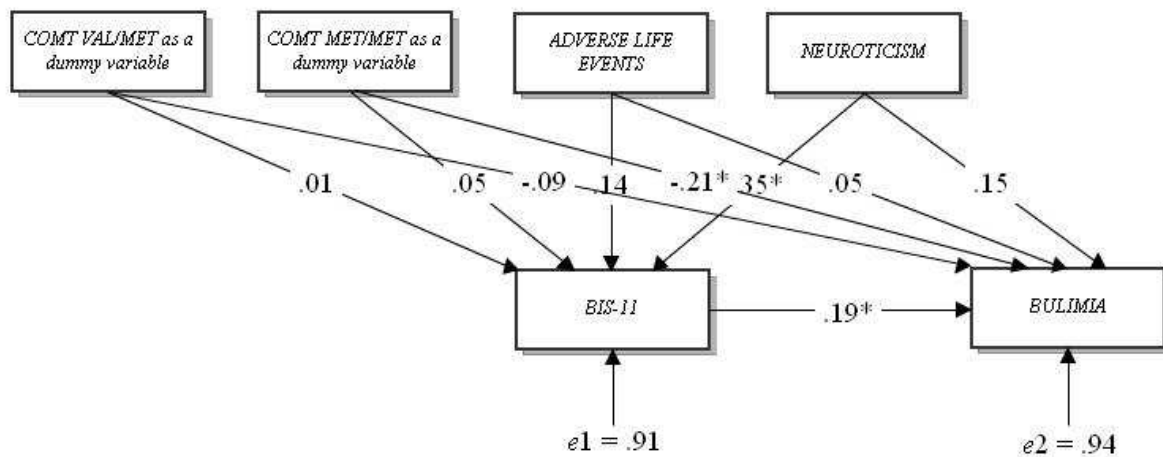 COMT VAL/MET as a
dummy variable
COMT MET/MET as a
dummy variable
ADVERSE LIFE
EVENTS
NEUROTICISM
.01
.05
-.09
.14
-.21*
.35*
.05
.15
BIS-11
.19*
BULIMIA
e1 = .91
e2 = .94